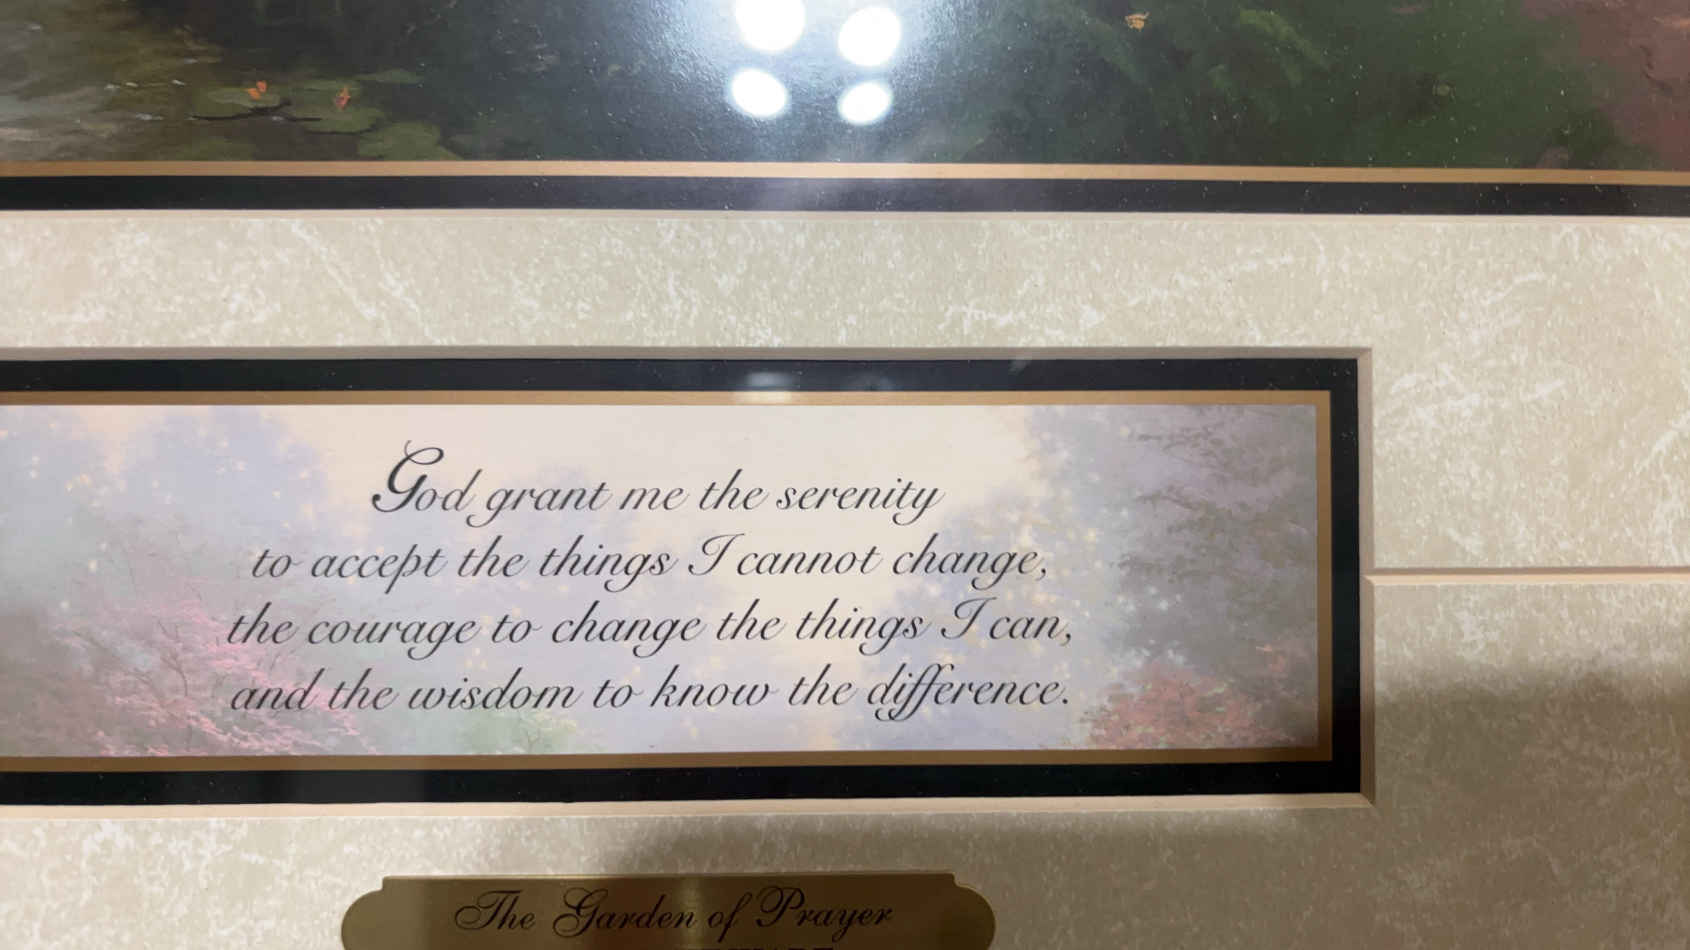 God grant me the serenity
to accept the things I cannot change,
the courage to change the things I can,
and the wisdom to know the difference.
The Garden of Prayer